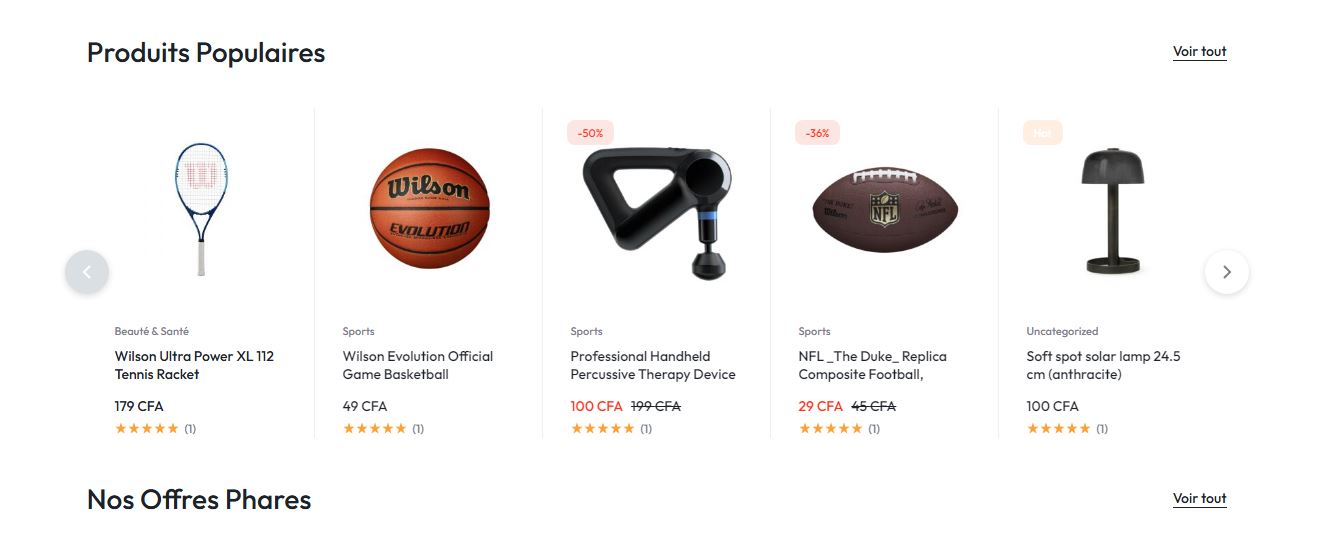 Produits Populaires
Voir tout
-50%
-36%
Hot
Wilson
EVOLUTION
NFL
Beauté & Santé
Wilson Ultra Power XL 112
Tennis Racket
179 CFA
(1)
Sports
Wilson Evolution Official
Game Basketball
49 CFA
(1)
Sports
Professional Handheld
Percussive Therapy Device
100 CFA 199 CFA
(1)
Sports
NFL _The Duke_ Replica
Composite Football,
29 CFA 45 CFA
(1)
Uncategorized
Soft spot solar lamp 24.5
cm (anthracite)
100 CFA
(1)
Nos Offres Phares
Voir tout